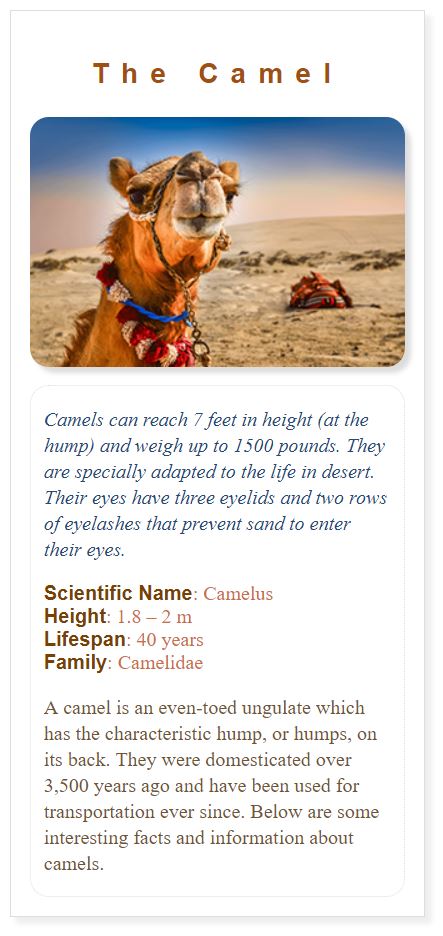 The Camel
Camels can reach 7 feet in height (at the
hump) and weigh up to 1500 pounds. They
are specially adapted to the life in desert.
Their eyes have three eyelids and two rows
of eyelashes that prevent sand to enter
their eyes.
Scientific Name: Camelus
Height: 1.8 – 2 m
Lifespan: 40 years
Family: Camelidae
A camel is an even-toed ungulate which
has the characteristic hump, or humps, on
its back. They were domesticated over
3,500 years ago and have been used for
transportation ever since. Below are some
interesting facts and information about
camels.